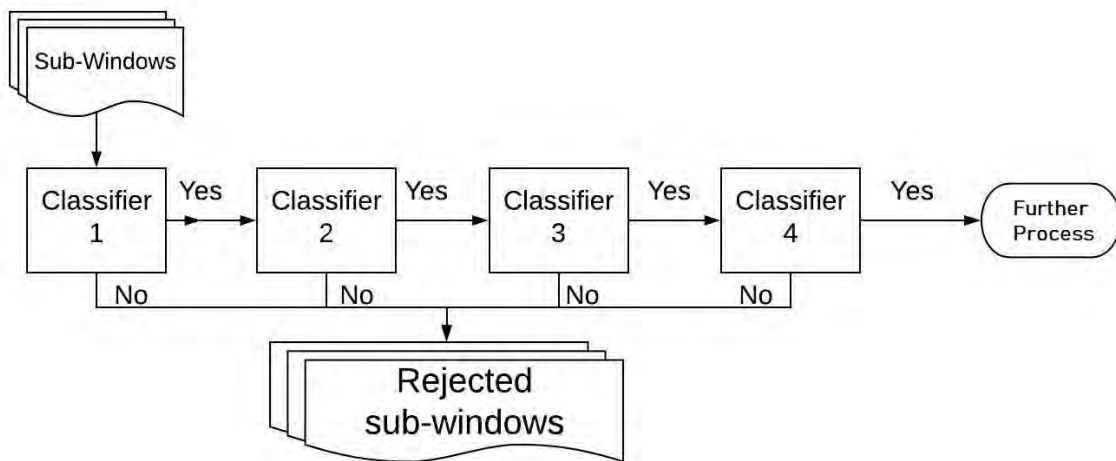 Sub-Windows
Classifier
1
Yes
Classifier
2
Yes
Classifier
3
Yes
Classifier
4
Yes
Further
Process
No
No
No
No
Rejected
sub-windows